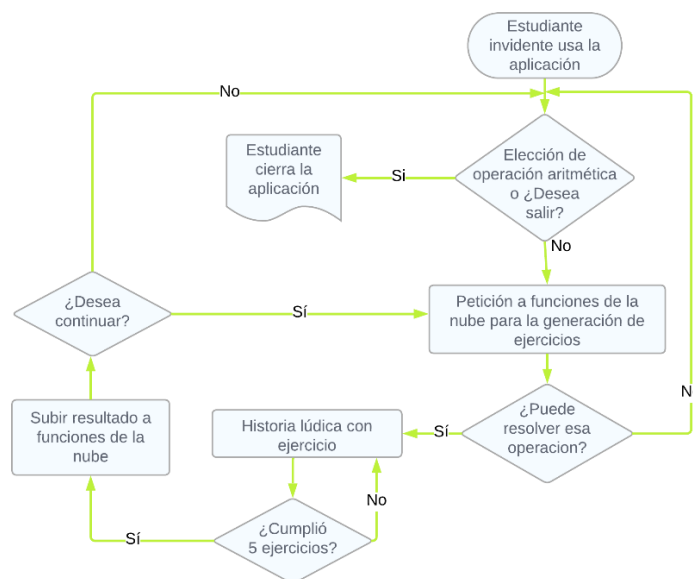 Estudiante
invidente usa la
aplicación
No
Estudiante
cierra la
aplicación
Si
Elección de
operación aritmética
o ¿Desea
salir?
No
¿Desea
continuar?
Sí
Petición a funciones de la
nube para la generación de
ejercicios
N
Subir resultado a
funciones de la
nube
Historia lúdica con
ejercicio
Sí
¿Puede
resolver esa
operacion?
No
Sí
¿Cumplió
5 ejercicios?